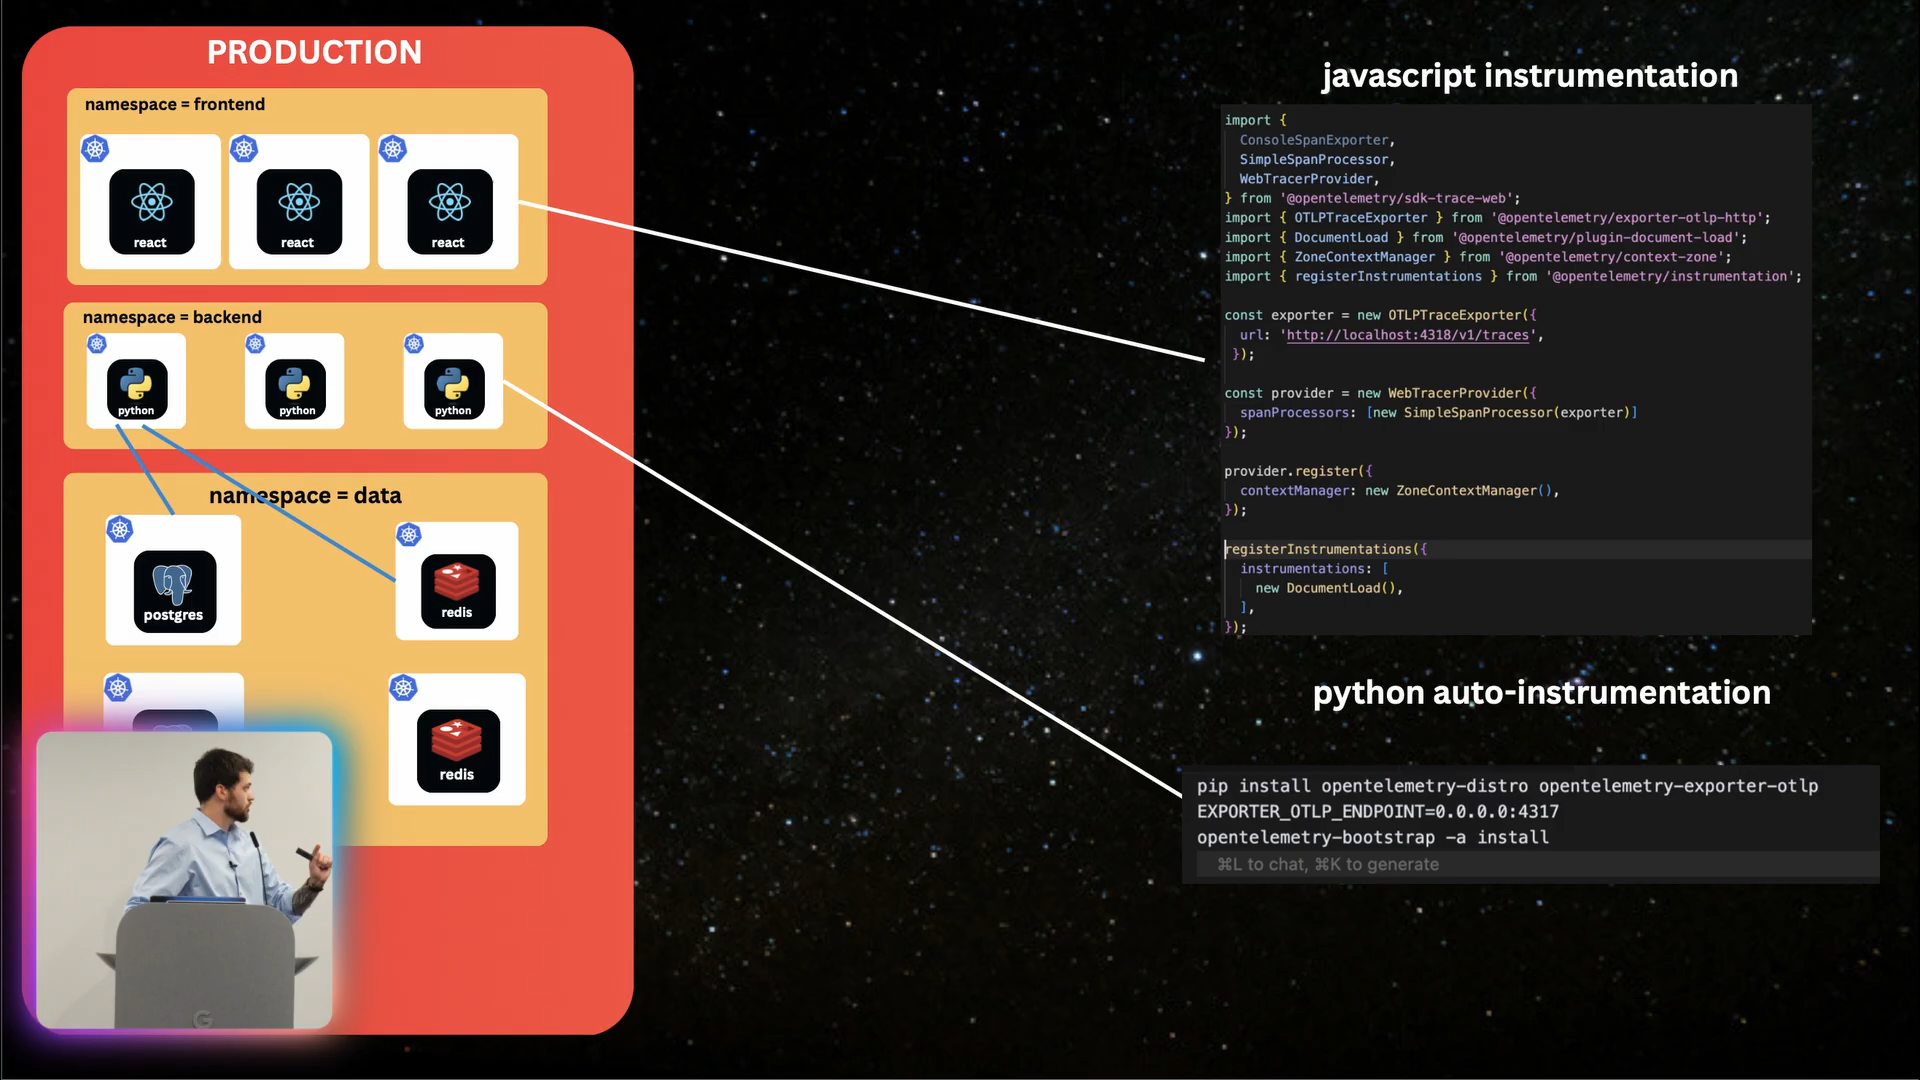 PRODUCTION
namespace = frontend
react
react
react
namespace = backend
python
python
python
namespace = data
postgres
redis
redis
G
javascript instrumentation
import {
  ConsoleSpanExporter,
  SimpleSpanProcessor,
  WebTracerProvider,
} from '@opentelemetry/sdk-trace-web';
import { OTLPTraceExporter } from '@opentelemetry/exporter-otlp-http';
import { DocumentLoad } from '@opentelemetry/plugin-document-load';
import { ZoneContextManager } from '@opentelemetry/context-zone';
import { registerInstrumentations } from '@opentelemetry/instrumentation';
const exporter = new OTLPTraceExporter({
  url: 'http://localhost:4318/v1/traces',
 });
const provider = new WebTracerProvider({
  spanProcessors: [new SimpleSpanProcessor(exporter)]
});
provider.register({
  contextManager: new ZoneContextManager(),
});
registerInstrumentations({
  instrumentations: [
    new DocumentLoad(),
  ],
});
python auto-instrumentation
pip install opentelemetry-distro opentelemetry-exporter-otlp
EXPORTER_OTLP_ENDPOINT=0.0.0.0:4317
opentelemetry-bootstrap -a install
⌘L to chat, ⌘K to generate